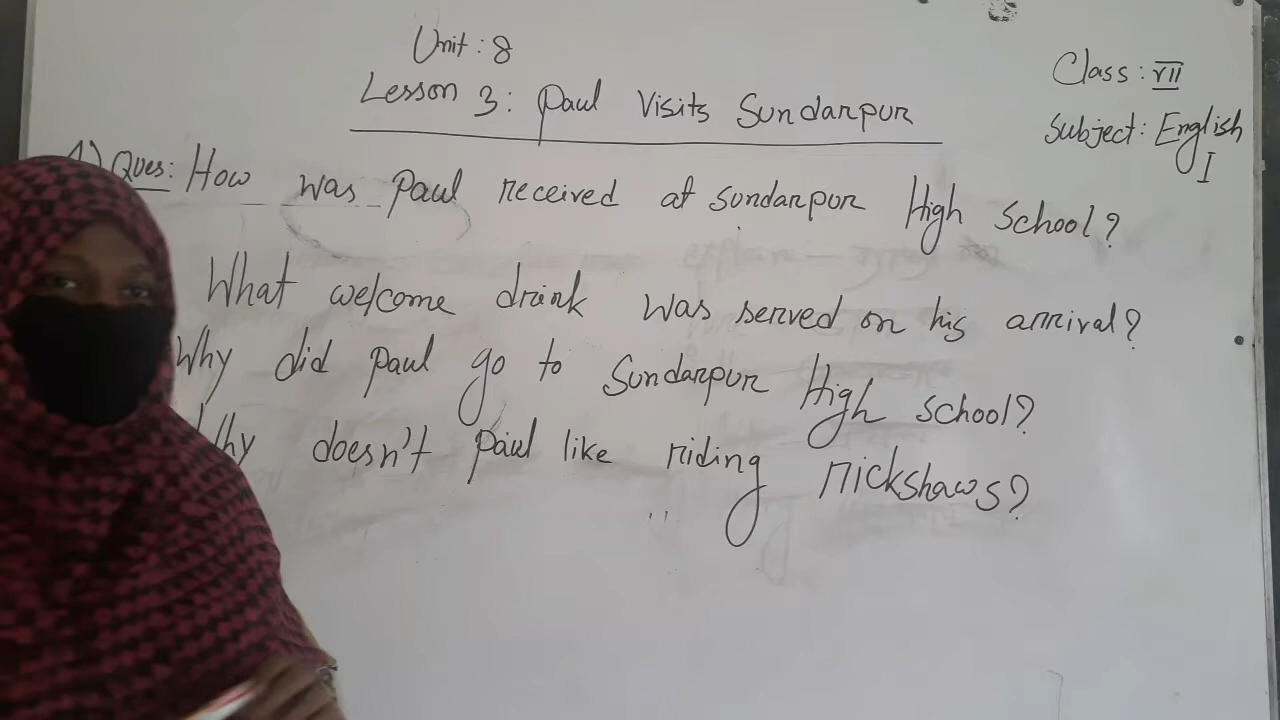 Unit: 8
Lesson 3: Paul Visits Sundarpur
Class: VII
Subject: English I
1) Ques: How was Paul received at sundarpur High school?
What welcome drink was served on his arrival?
Why did Paul go to Sundarpur High school?
Why doesn't Paul like riding rickshaws?